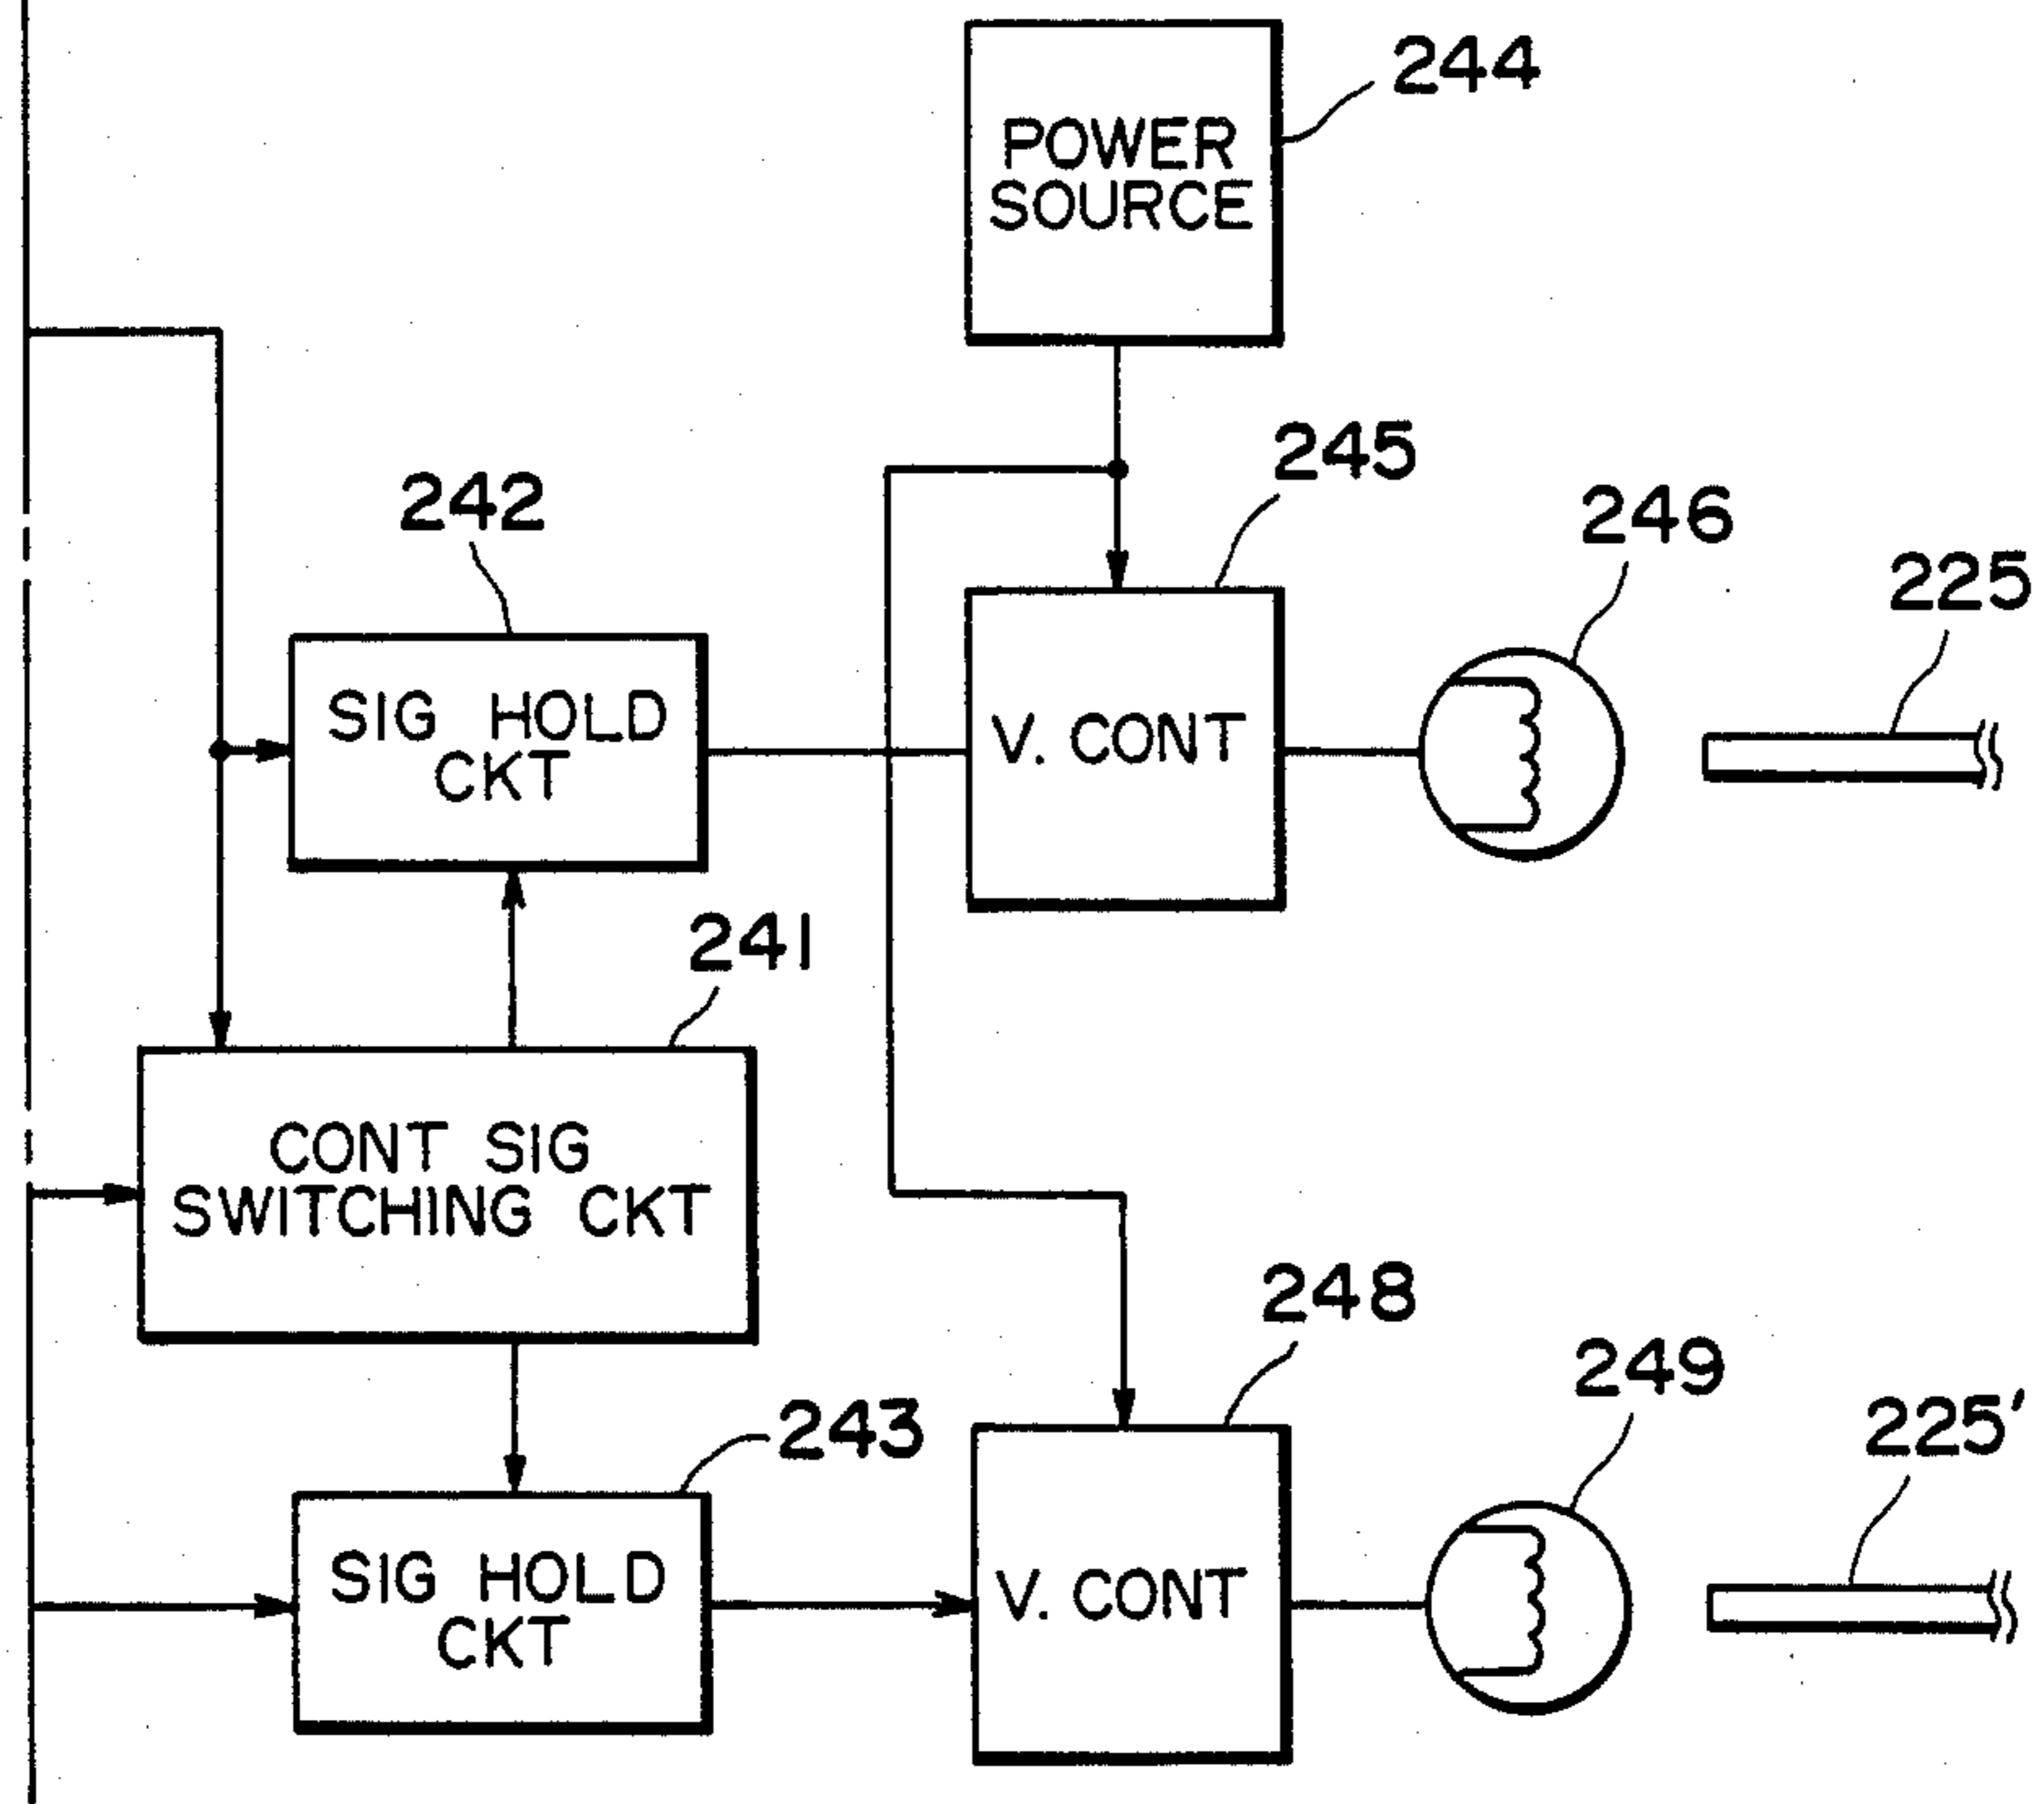 244
POWER
SOURCE
245
242
246
225
SIG HOLD
CKT
V. CONT
241
CONT SIG
SWITCHING CKT
248
249
243
225'
SIG HOLD
CKT
V. CONT